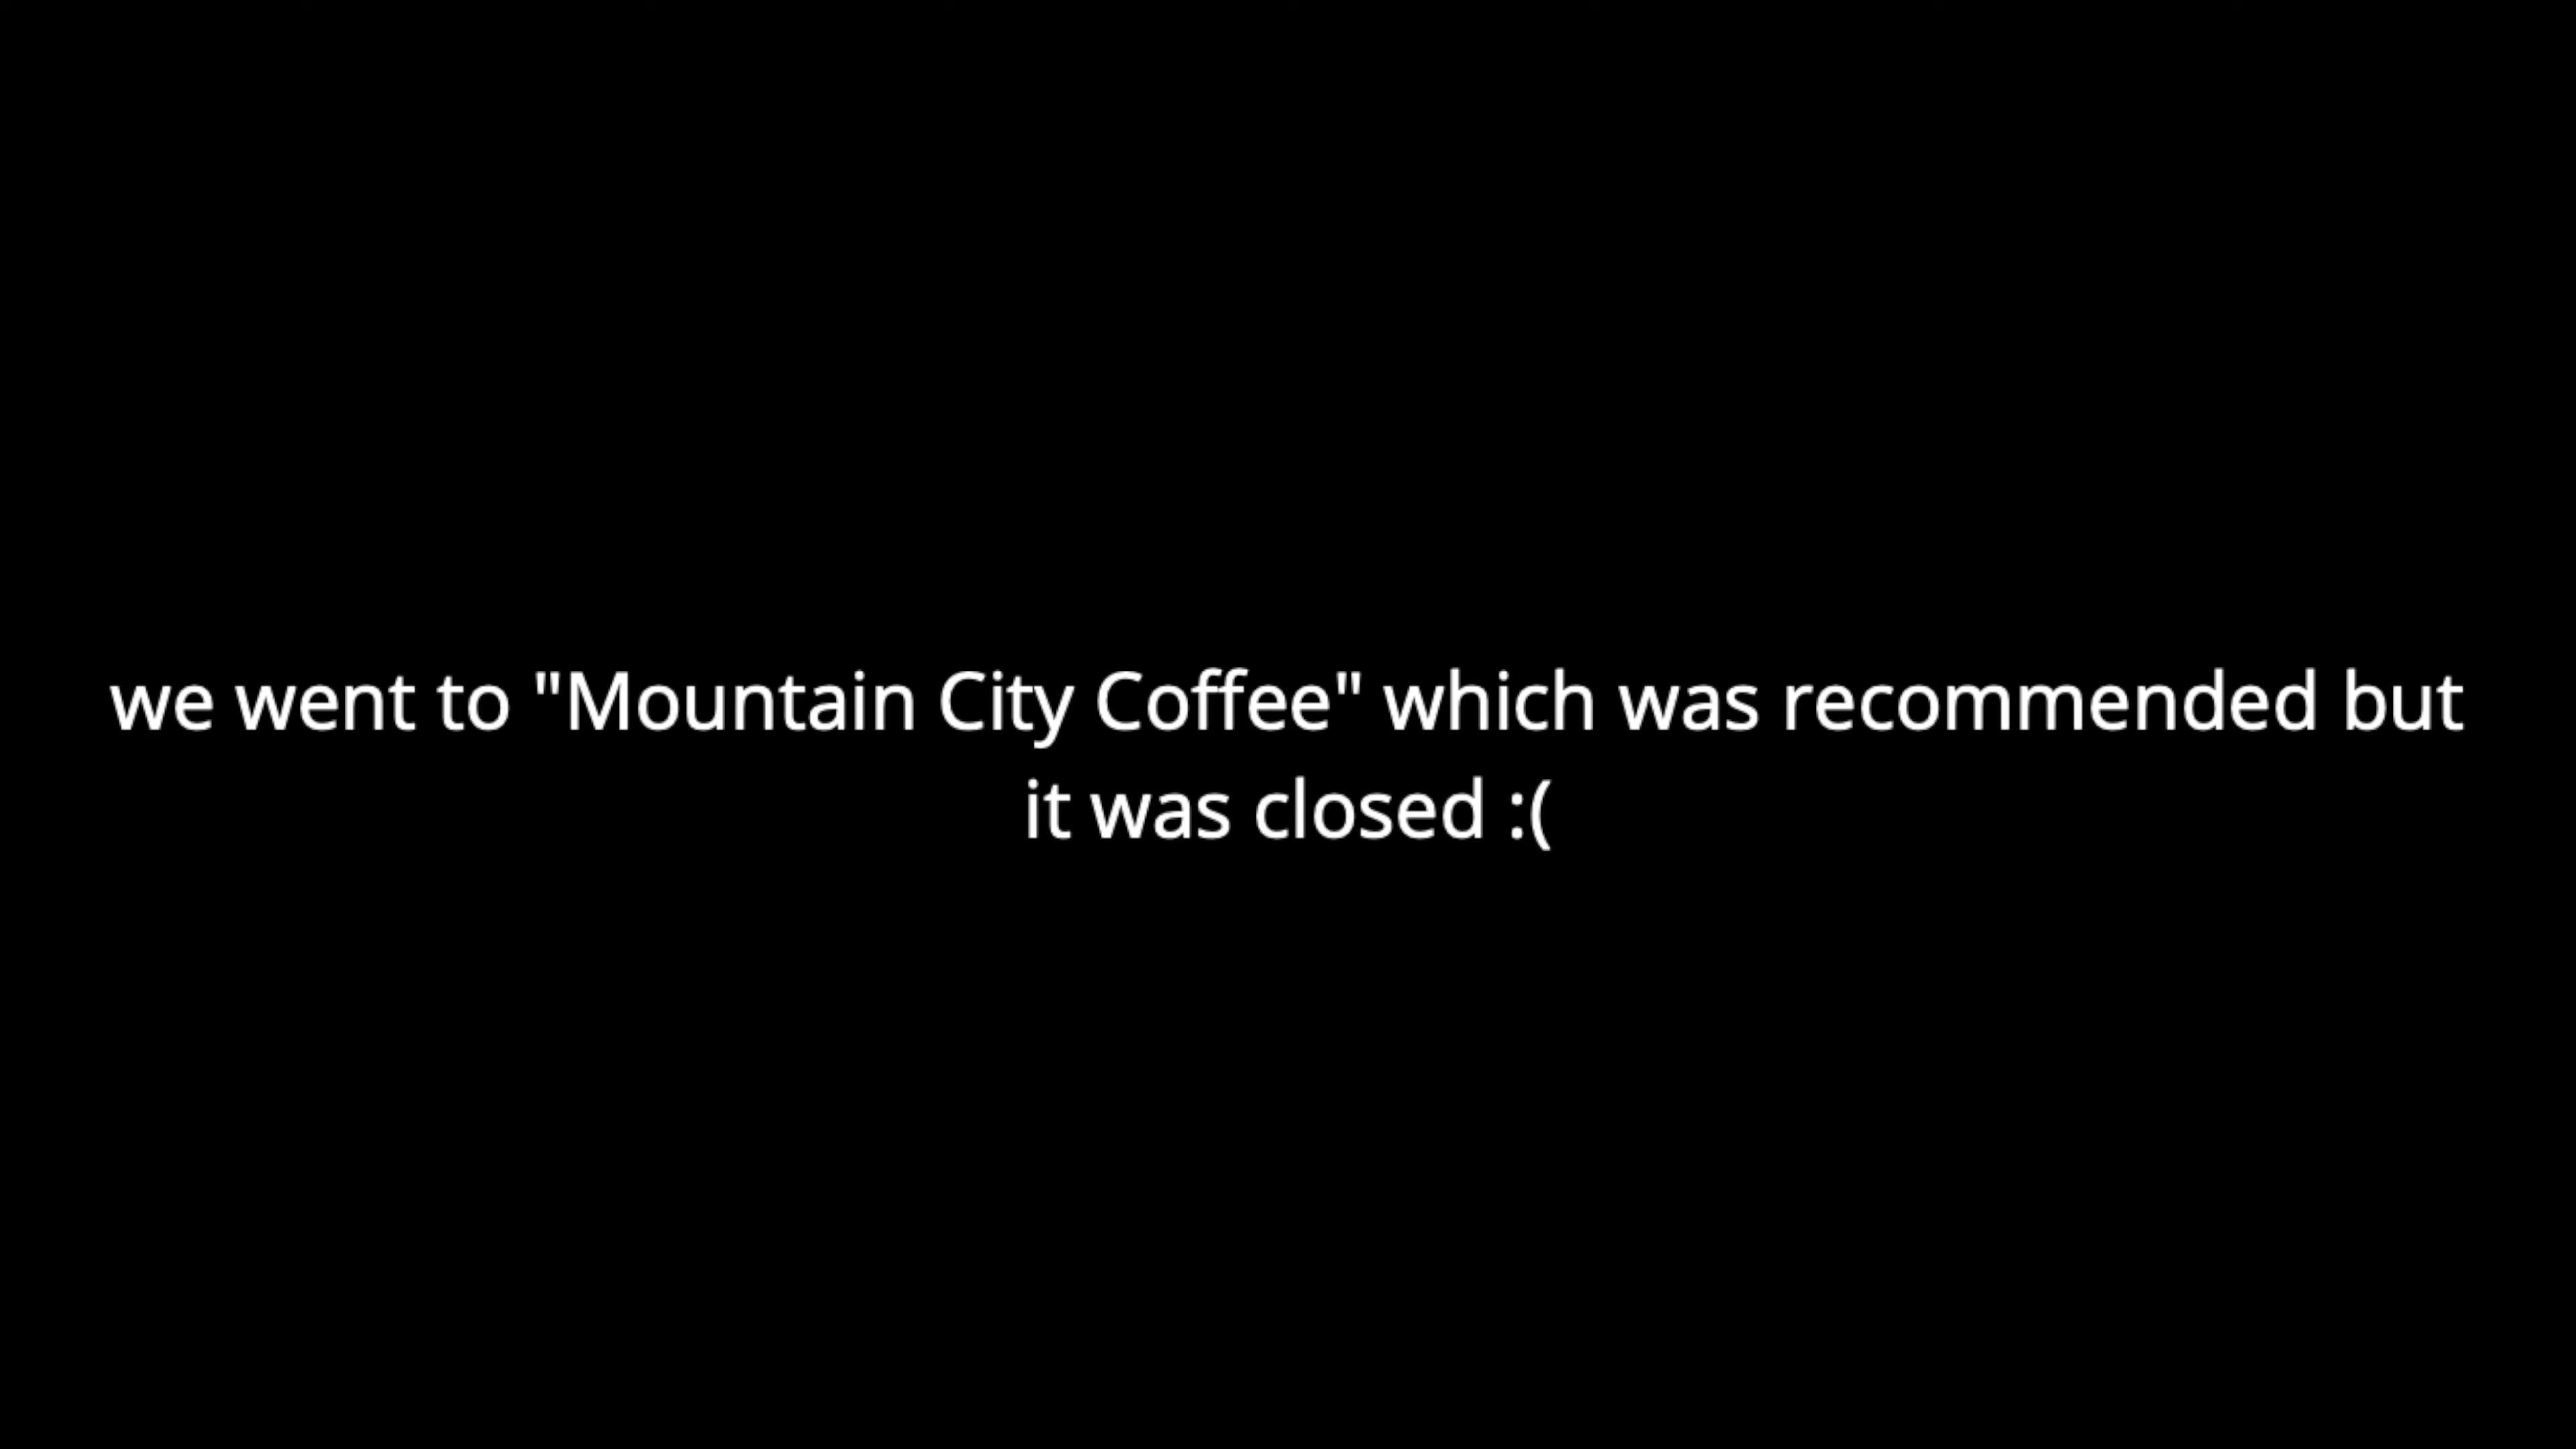 we went to "Mountain City Coffee" which was recommended but
it was closed :(